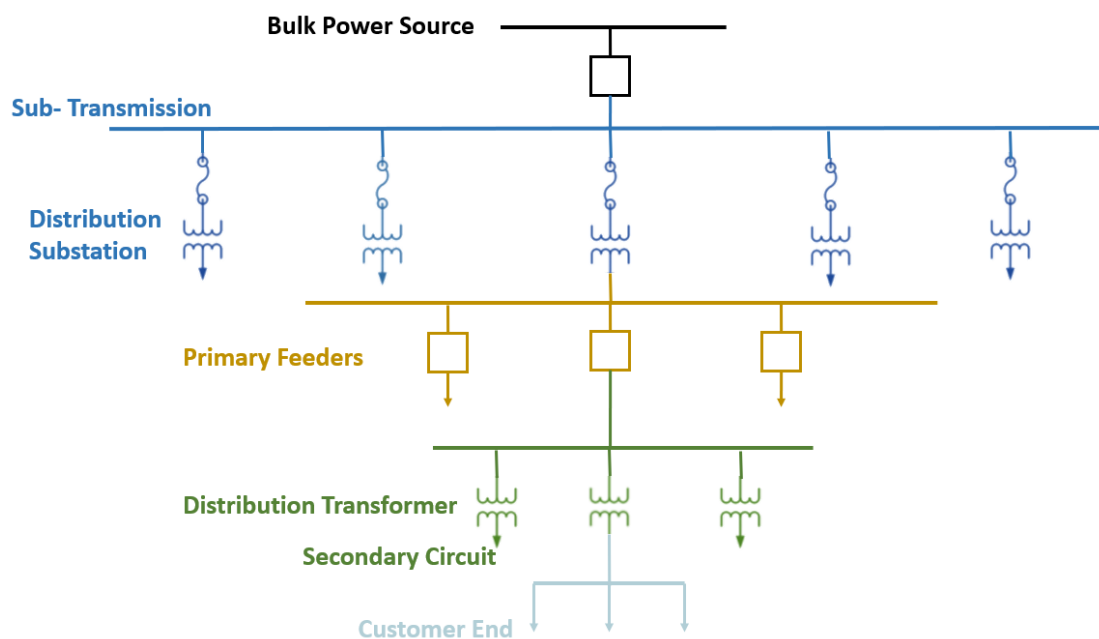 Bulk Power Source
Sub- Transmission
Distribution
Substation
Primary Feeders
Distribution Transformer
Secondary Circuit
Customer End